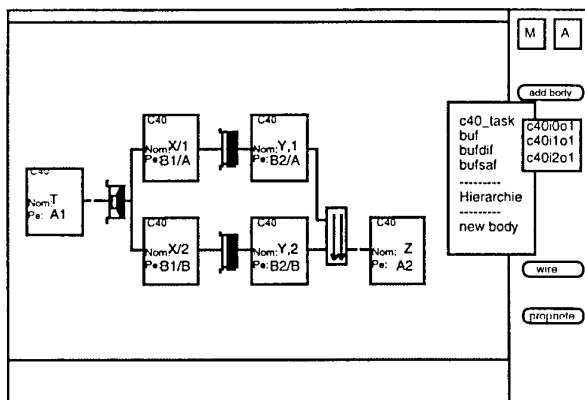 M A
add body
c40_task
buf
bufdif
bufsaf
--------
Hierarchie
--------
new body
c40i0o1
c40i1o1
c40i2o1
wire
C40
Nom: X/1
Pe: B1/A
C40
Nom: Y,1
Pe: B2/A
C40
Nom: T
Pe: A1
C40
Nom: X/2
Pe: B1/B
C40
Nom: Y,2
Pe: B2/B
C40
Nom: Z
Pe: A2